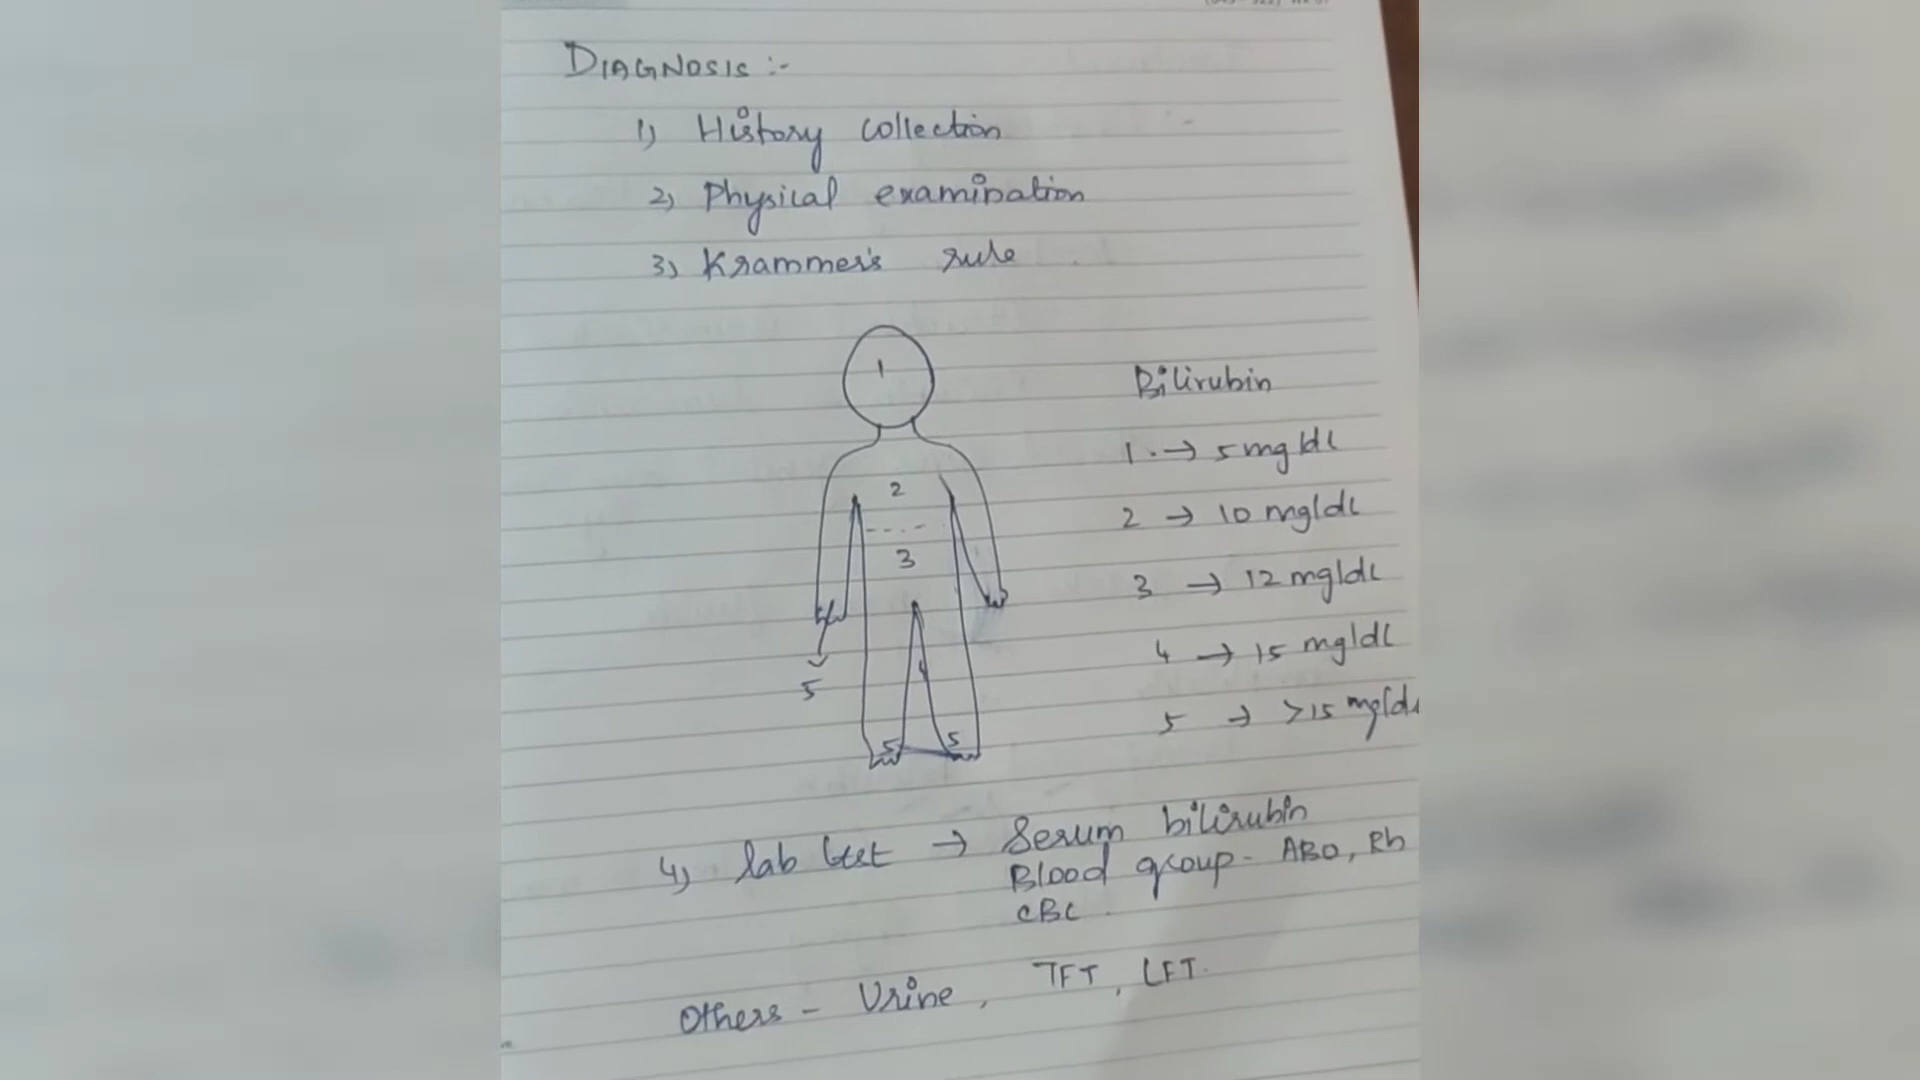 DIAGNOSIS :-
1) History collection
2) Physical examination
3) Krammer's rule
1
Bilirubin
1. → 5 mg/dl
2
2 → 10 mg/dl
3
3 → 12 mg/dl
4 → 15 mg/dl
5
5 → >15 mg/dl
5 5
4) lab test → Serum bilirubin
Blood group - ABO, Rh
CBC
Others - Urine, TFT, LFT.